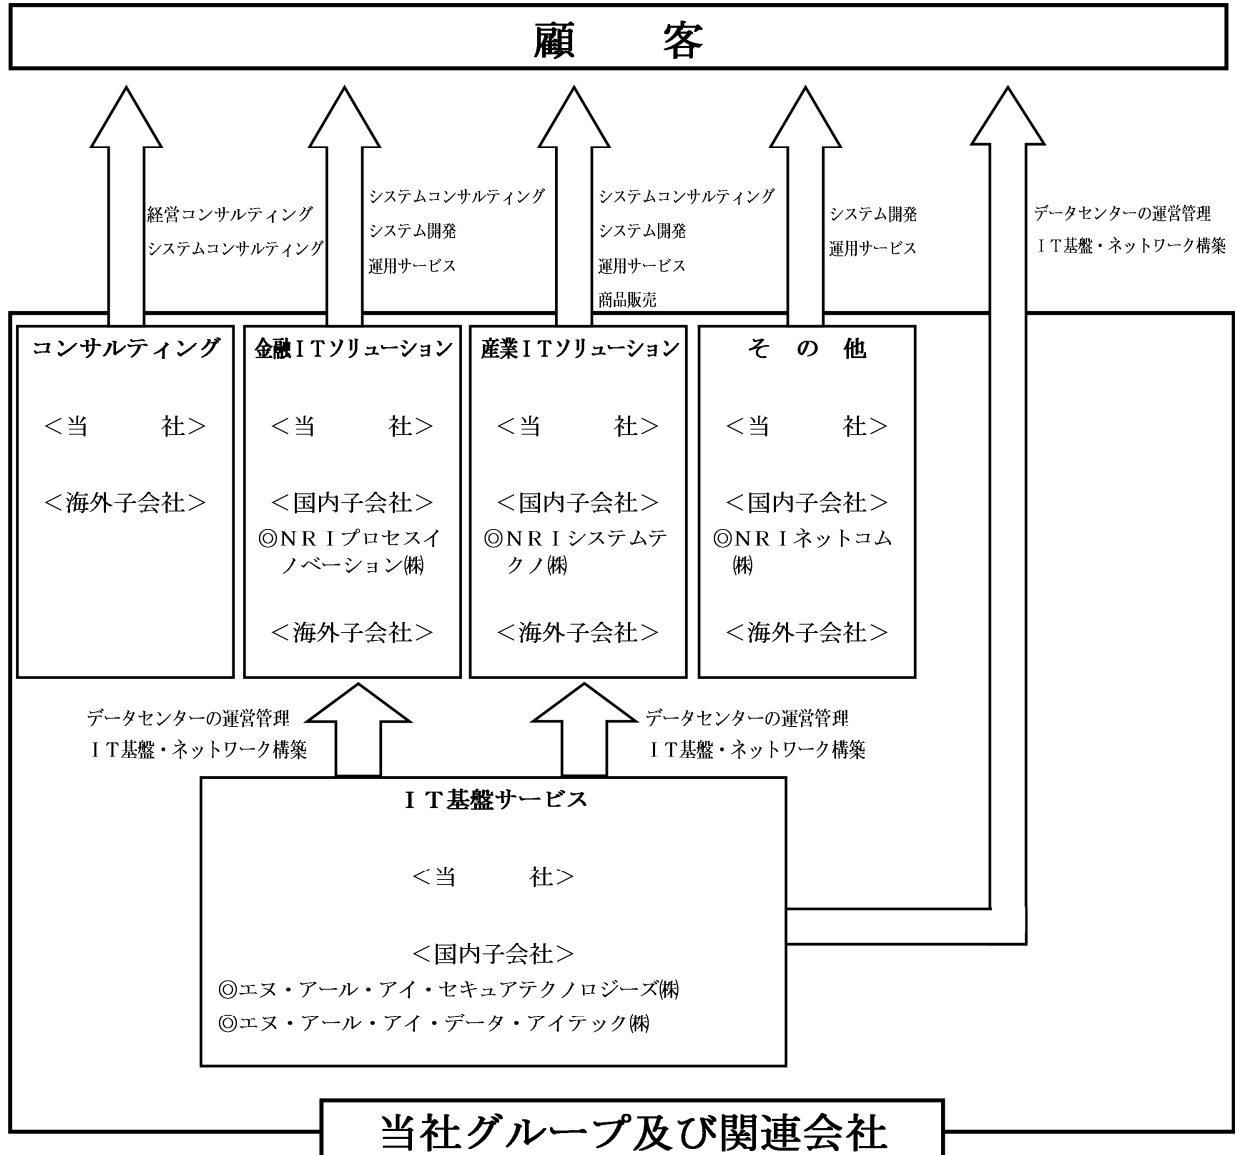 顧　　客
経営コンサルティング
システムコンサルティング
システムコンサルティング
システム開発
運用サービス
システムコンサルティング
システム開発
運用サービス
商品販売
システム開発
運用サービス
データセンターの運営管理
ＩＴ基盤・ネットワーク構築
コンサルティング
＜当　　　社＞
＜海外子会社＞
金融ＩＴソリューション
＜当　　　社＞
＜国内子会社＞
◎ＮＲＩプロセスイ
ノベーション㈱
＜海外子会社＞
産業ＩＴソリューション
＜当　　　社＞
＜国内子会社＞
◎ＮＲＩシステムテ
クノ㈱
＜海外子会社＞
そ　の　他
＜当　　　社＞
＜国内子会社＞
◎ＮＲＩネットコム
㈱
＜海外子会社＞
データセンターの運営管理
ＩＴ基盤・ネットワーク構築
データセンターの運営管理
ＩＴ基盤・ネットワーク構築
ＩＴ基盤サービス
＜当　　　社＞
＜国内子会社＞
◎エヌ・アール・アイ・セキュアテクノロジーズ㈱
◎エヌ・アール・アイ・データ・アイテック㈱
当社グループ及び関連会社